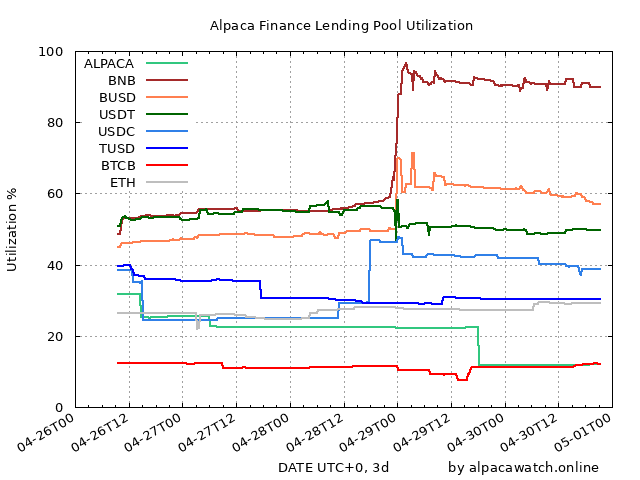 Alpaca Finance Lending Pool Utilization
100
80
60
40
20
0
Utilization %
ALPACA
BNB
BUSD
USDT
USDC
TUSD
BTCB
ETH
04-26T00
04-26T12
04-27T00
04-27T12
04-28T00
04-28T12
04-29T00
04-29T12
04-30T00
04-30T12
05-01T00
DATE UTC+0, 3d
by alpacawatch.online